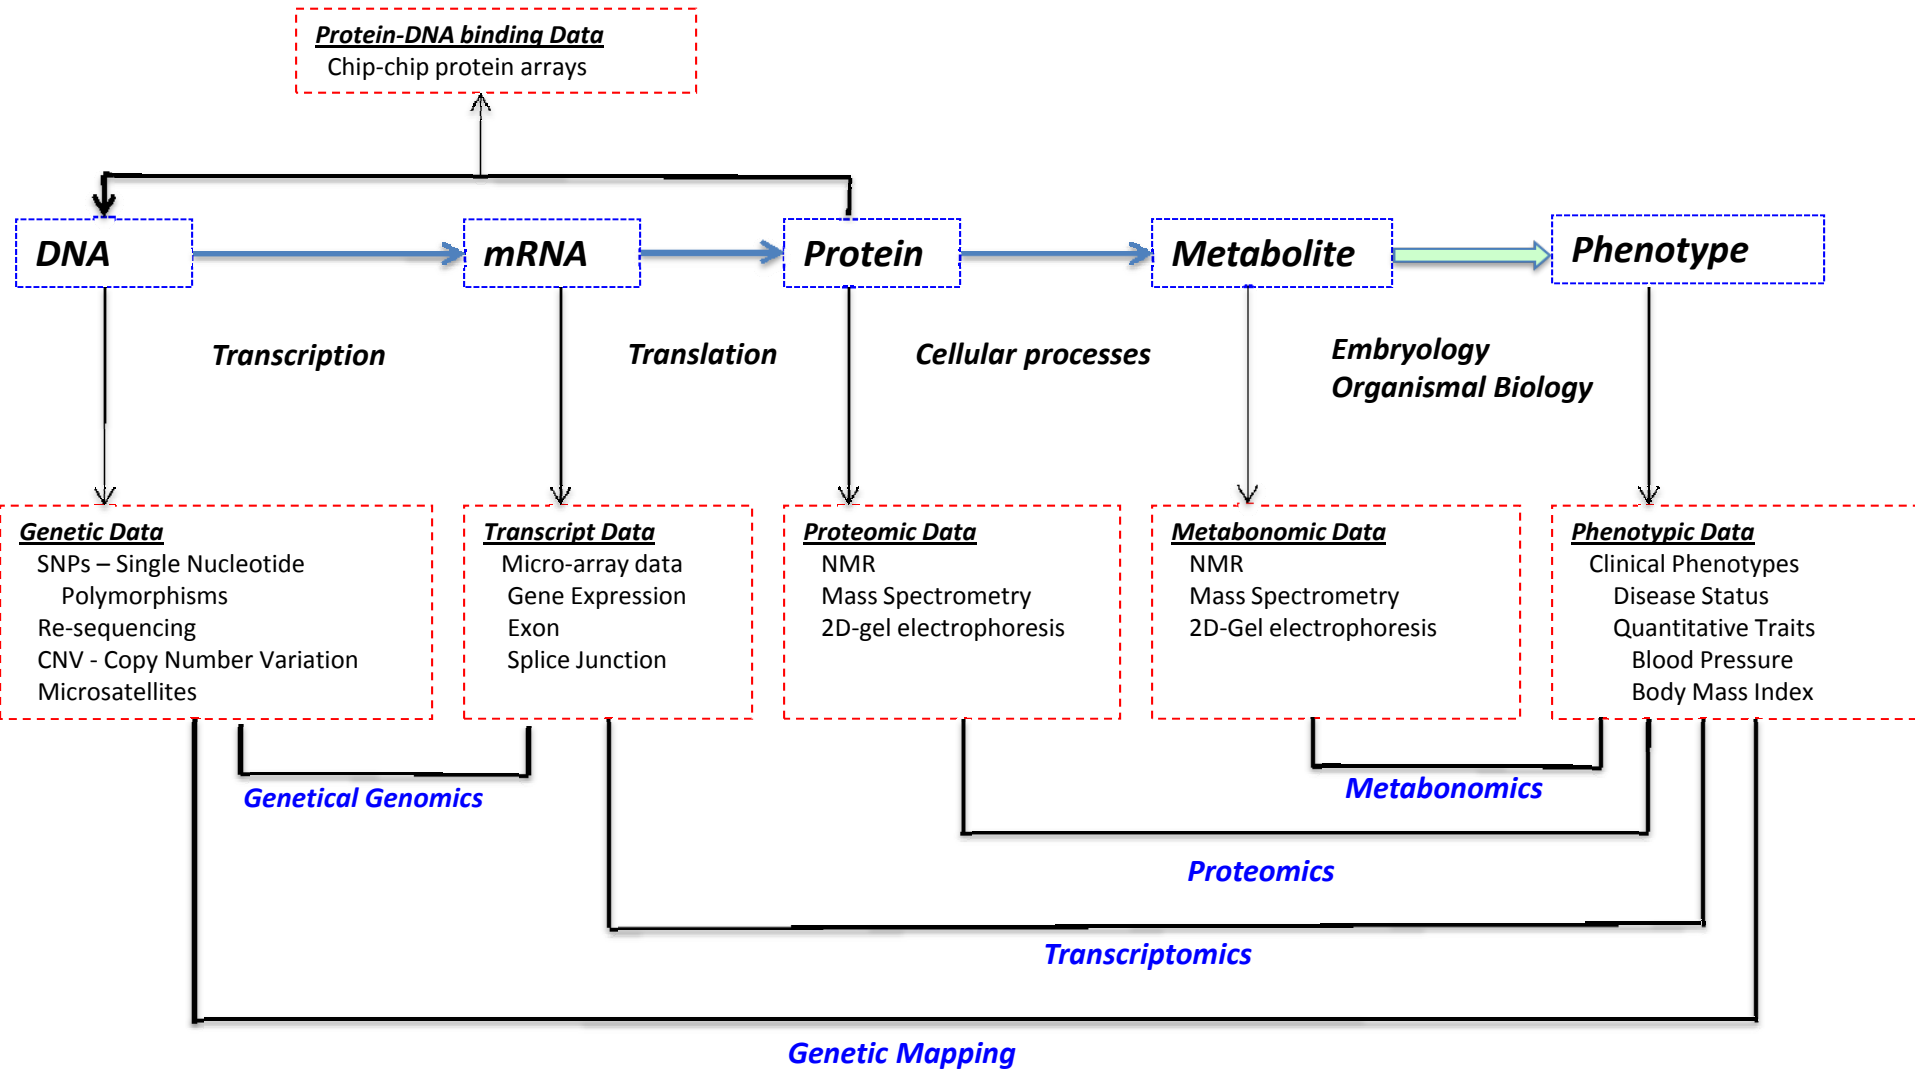 Protein-DNA binding Data
Chip-chip protein arrays
DNA
mRNA
Protein
Metabolite
Phenotype
Transcription
Translation
Cellular processes
Embryology
Organismal Biology
Genetic Data
SNPs – Single Nucleotide
Polymorphisms
Re-sequencing
CNV - Copy Number Variation
Microsatellites
Transcript Data
Micro-array data
Gene Expression
Exon
Splice Junction
Proteomic Data
NMR
Mass Spectrometry
2D-gel electrophoresis
Metabonomic Data
NMR
Mass Spectrometry
2D-Gel electrophoresis
Phenotypic Data
Clinical Phenotypes
Disease Status
Quantitative Traits
Blood Pressure
Body Mass Index
Genetical Genomics
Metabonomics
Proteomics
Transcriptomics
Genetic Mapping